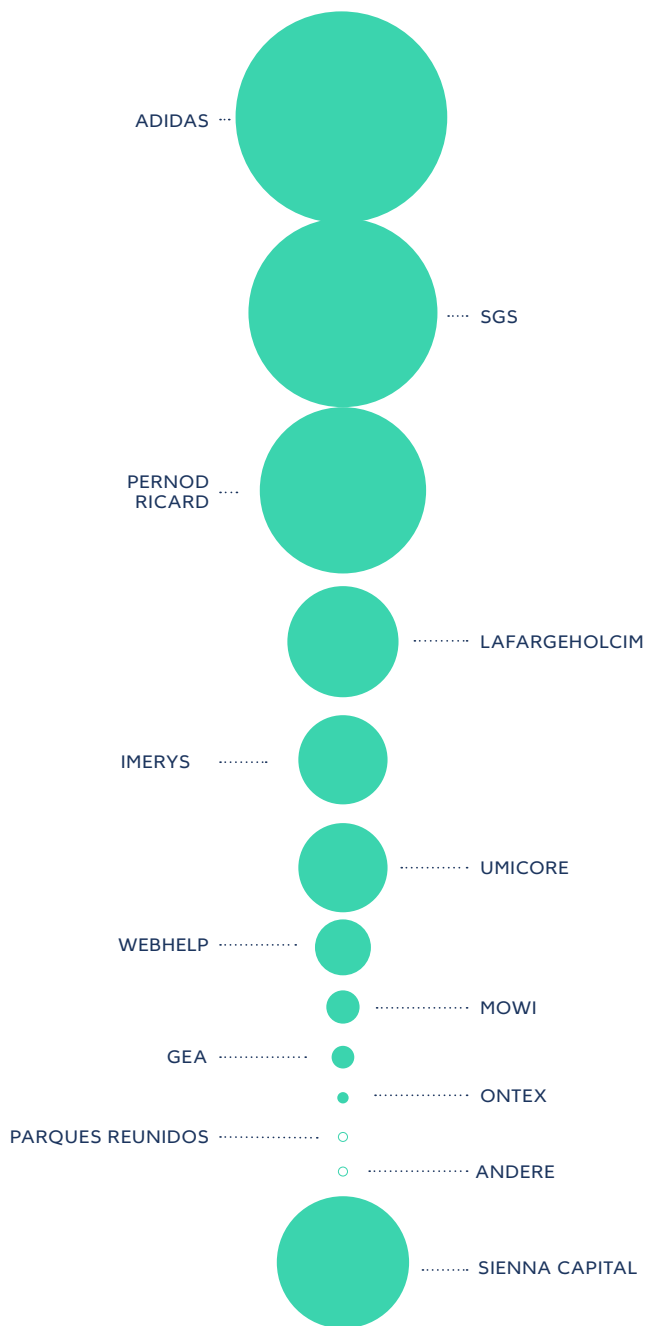 ADIDAS
SGS
PERNOD
RICARD
LAFARGEHOLCIM
IMERYS
UMICORE
WEBHELP
MOWI
GEA
ONTEX
PARQUES REUNIDOS
ANDERE
SIENNA CAPITAL